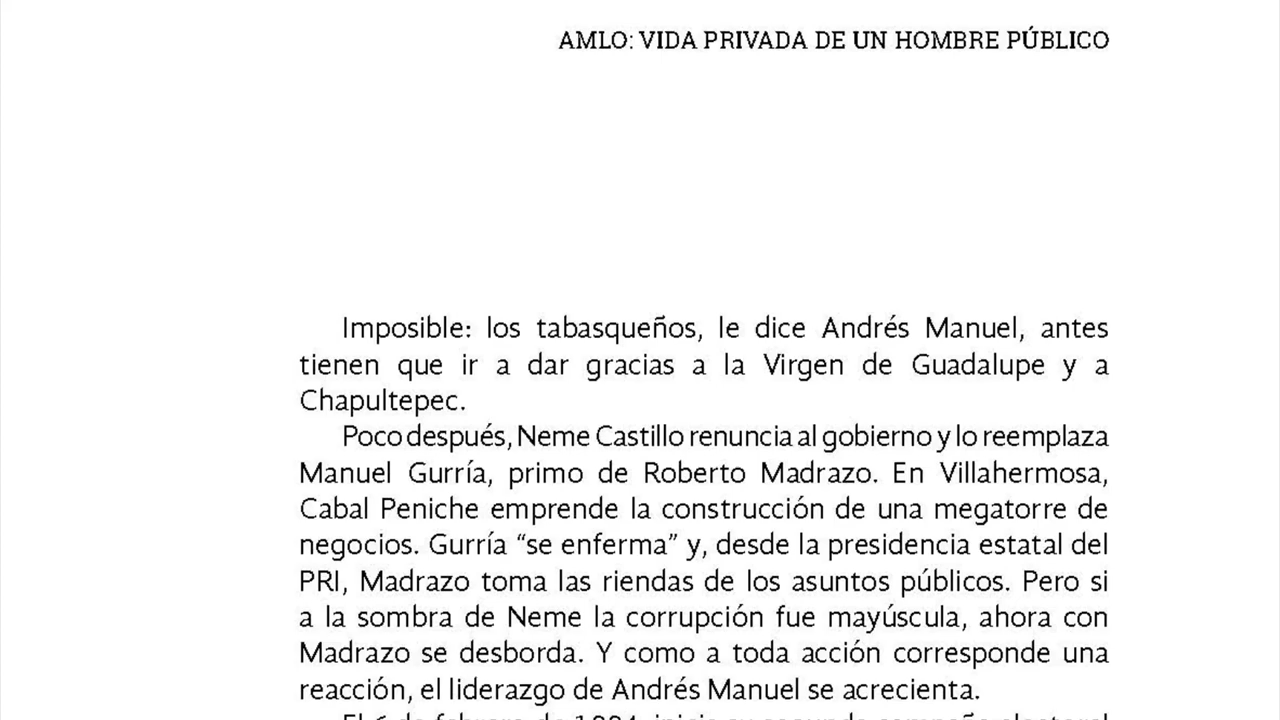 AMLO: VIDA PRIVADA DE UN HOMBRE PÚBLICO
Imposible: los tabasqueños, le dice Andrés Manuel, antes
tienen que ir a dar gracias a la Virgen de Guadalupe y a
Chapultepec.
Poco después, Neme Castillo renuncia al gobierno y lo reemplaza
Manuel Gurría, primo de Roberto Madrazo. En Villahermosa,
Cabal Peniche emprende la construcción de una megatorre de
negocios. Gurría “se enferma” y, desde la presidencia estatal del
PRI, Madrazo toma las riendas de los asuntos públicos. Pero si
a la sombra de Neme la corrupción fue mayúscula, ahora con
Madrazo se desborda. Y como a toda acción corresponde una
reacción, el liderazgo de Andrés Manuel se acrecienta.